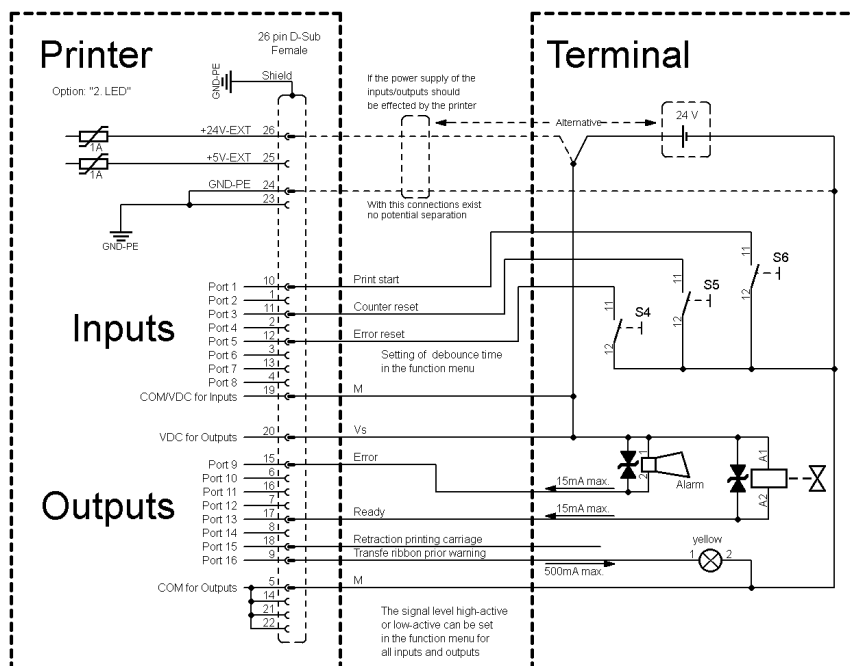 Printer
26 pin D-Sub
Female
Terminal
Option: "2. LED"
GND-PE
Shield
If the power supply of the
inputs/outputs should
be effected by the printer
Alternative
24 V
+24V-EXT 26
1A
+5V-EXT 25
1A
GND-PE 24
23
GND-PE
With this connections exist
no potential separation
Inputs
Port 1 10 Print start
Port 2 1
Port 3 11 Counter reset
Port 4 2
Port 5 12 Error reset
Port 6 3
Port 7 13
Port 8 4
COM/VDC for Inputs 19 M
Setting of debounce time
in the function menu
11
12
S4
11
12
S5
11
12
S6
VDC for Outputs 20 Vs
Outputs
Port 9 15 Error
Port 10 6
Port 11 16
Port 12 7
Port 13 17 Ready
Port 14 8
Port 15 18 Retraction printing carriage
Port 16 9 Transfe ribbon prior warning
COM for Outputs 5 M
14
21
22
15mA max.
15mA max.
500mA max.
1
2
Alarm
A1
A2
yellow
1 2
The signal level high-active
or low-active can be set
in the function menu for
all inputs and outputs